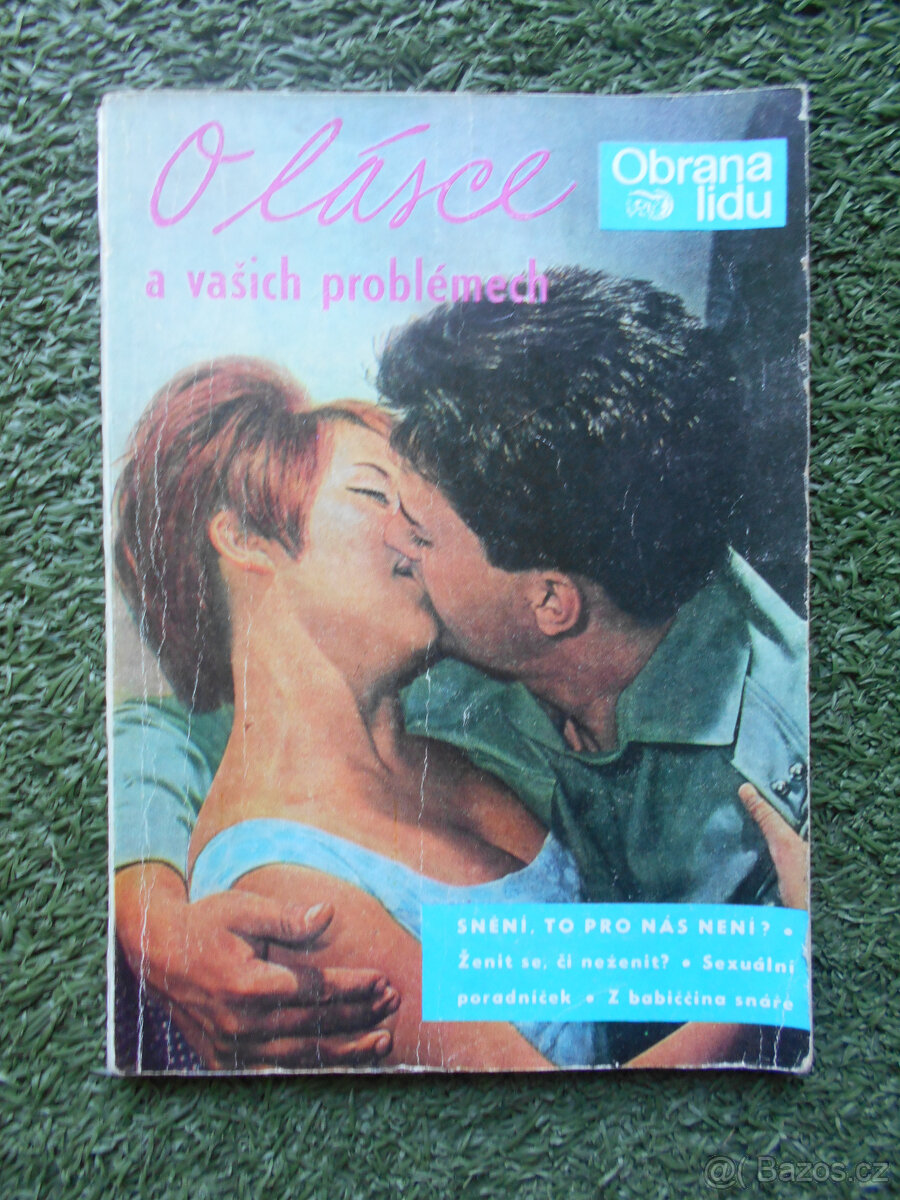 O lásce
Obrana
lidu
a vašich problémech
SNĚNÍ, TO PRO NÁS NENÍ? •
Ženit se, či neženit? • Sexuální
poradníček • Z babiččina snáře
@ Bazoš.cz